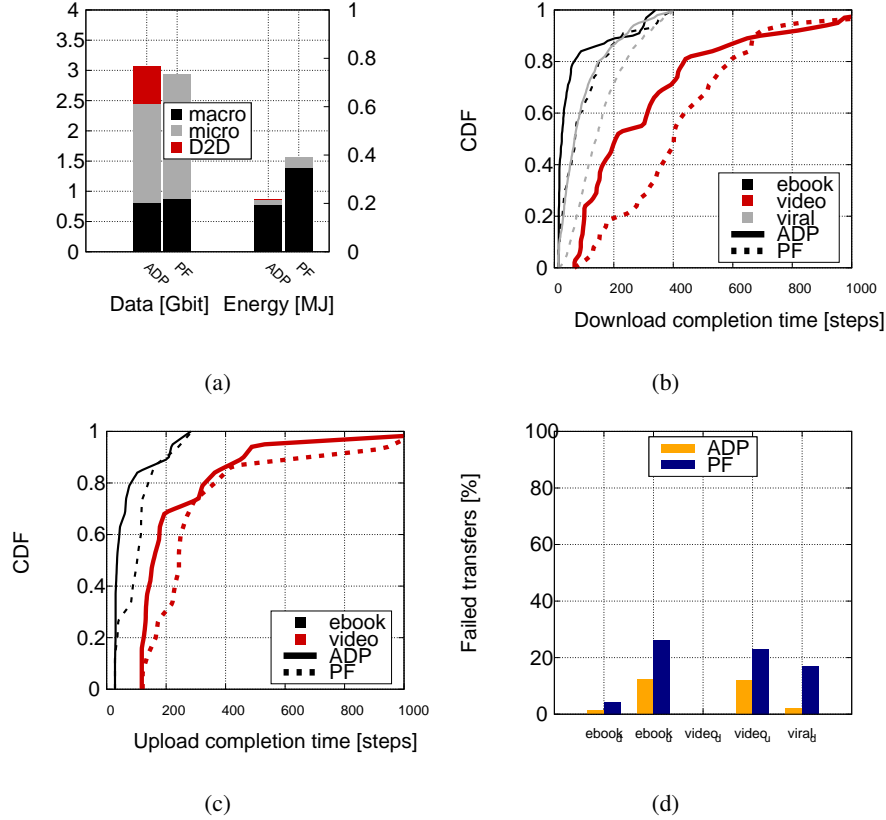 4
3.5
3
2.5
2
1.5
1
0.5
0
1
0.8
0.6
0.4
0.2
0
macro
micro
D2D
ADP
PF
ADP
PF
Data [Gbit] Energy [MJ]
(a)
CDF
1
0.8
0.6
0.4
0.2
0
0 200 400 600 800 1000
ebook
video
viral
ADP
PF
Download completion time [steps]
(b)
CDF
1
0.8
0.6
0.4
0.2
0
0 200 400 600 800 1000
ebook
video
ADP
PF
Upload completion time [steps]
(c)
Failed transfers [%]
100
80
60
40
20
0
ADP
PF
ebook_d ebook_u video_d video_u viral_d
(d)